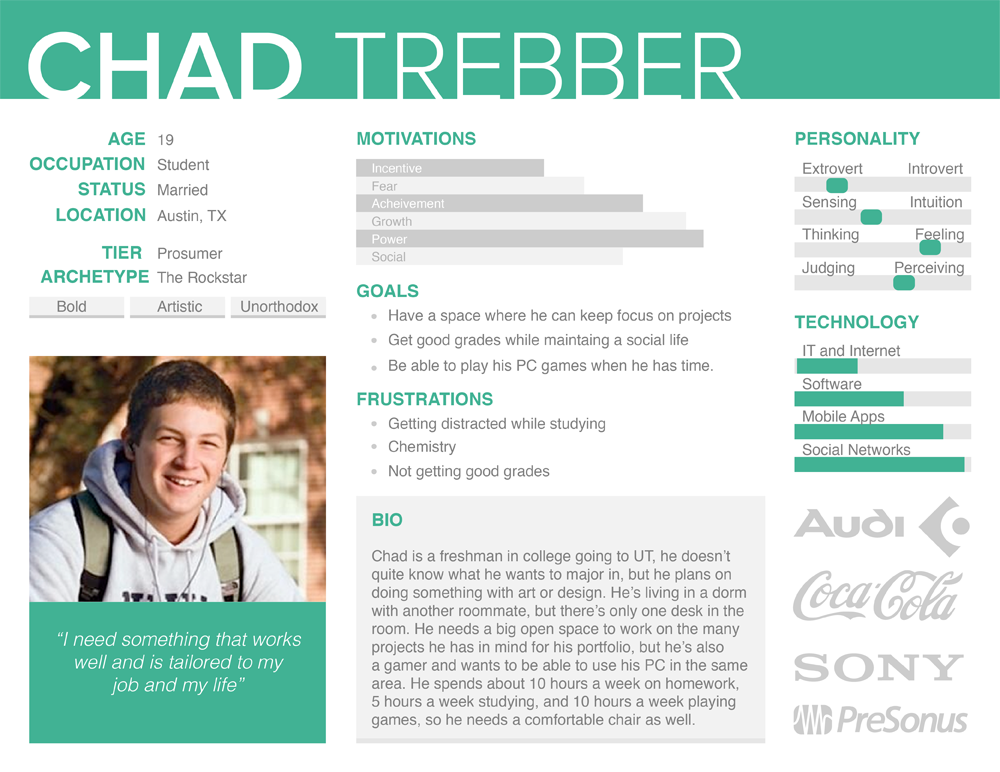 CHAD TREBBER
AGE 19
OCCUPATION Student
STATUS Married
LOCATION Austin, TX
TIER Prosumer
ARCHETYPE The Rockstar
Bold Artistic Unorthodox
“I need something that works
well and is tailored to my
job and my life”
MOTIVATIONS
Incentive
Fear
Acheivement
Growth
Power
Social
GOALS
Have a space where he can keep focus on projects
Get good grades while maintaing a social life
Be able to play his PC games when he has time.
FRUSTRATIONS
Getting distracted while studying
Chemistry
Not getting good grades
BIO
Chad is a freshman in college going to UT, he doesn’t
quite know what he wants to major in, but he plans on
doing something with art or design. He’s living in a dorm
with another roommate, but there’s only one desk in the
room. He needs a big open space to work on the many
projects he has in mind for his portfolio, but he’s also
a gamer and wants to be able to use his PC in the same
area. He spends about 10 hours a week on homework,
5 hours a week studying, and 10 hours a week playing
games, so he needs a comfortable chair as well.
PERSONALITY
Extrovert Introvert
Sensing Intuition
Thinking Feeling
Judging Perceiving
TECHNOLOGY
IT and Internet
Software
Mobile Apps
Social Networks
Audi
Coca-Cola
SONY
PreSonus